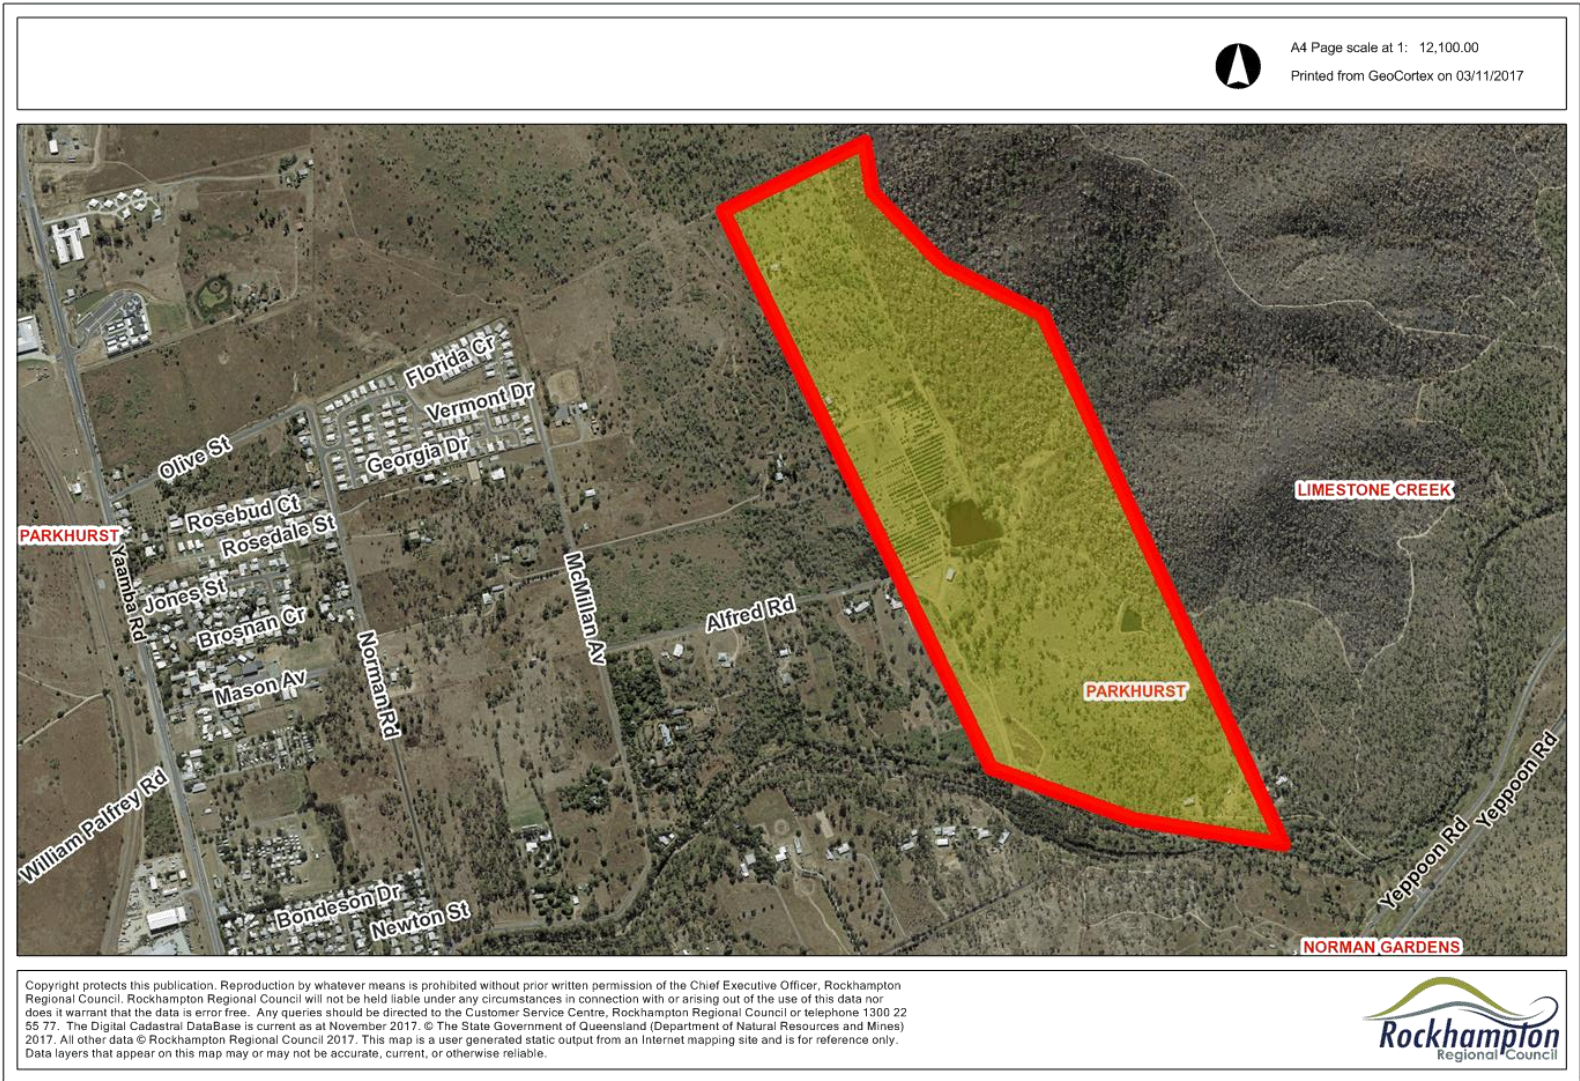 A4 Page scale at 1: 12,100.00
Printed from GeoCortex on 03/11/2017
Florida Cr
Vermont Dr
Georgia Dr
Olive St
Rosebud Ct
Rosedale St
PARKHURST
LIMESTONE CREEK
Yaamba Rd
Jones St
Brosnan Cr
Mason Av
Norman Rd
McMillan Av
Alfred Rd
PARKHURST
William Palfrey Rd
Yeppoon Rd
Yeppoon Rd
Bondeson Dr
Newton St
NORMAN GARDENS
Copyright protects this publication. Reproduction by whatever means is prohibited without prior written permission of the Chief Executive Officer, Rockhampton
Regional Council. Rockhampton Regional Council will not be held liable under any circumstances in connection with or arising out of the use of this data nor
does it warrant that the data is error free. Any queries should be directed to the Customer Service Centre, Rockhampton Regional Council or telephone 1300 22
55 77. The Digital Cadastral DataBase is current as at November 2017. © The State Government of Queensland (Department of Natural Resources and Mines)
2017. All other data © Rockhampton Regional Council 2017. This map is a user generated static output from an Internet mapping site and is for reference only.
Data layers that appear on this map may or may not be accurate, current, or otherwise reliable.
Rockhampton
Regional Council